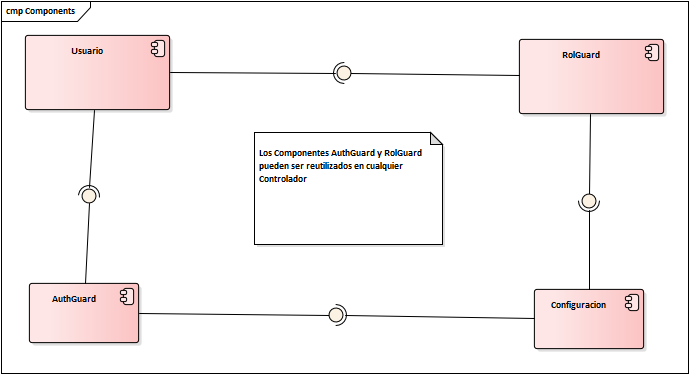 cmp Components
Usuario
RolGuard
Los Componentes AuthGuard y RolGuard
pueden ser reutilizados en cualquier
Controlador
AuthGuard
Configuracion